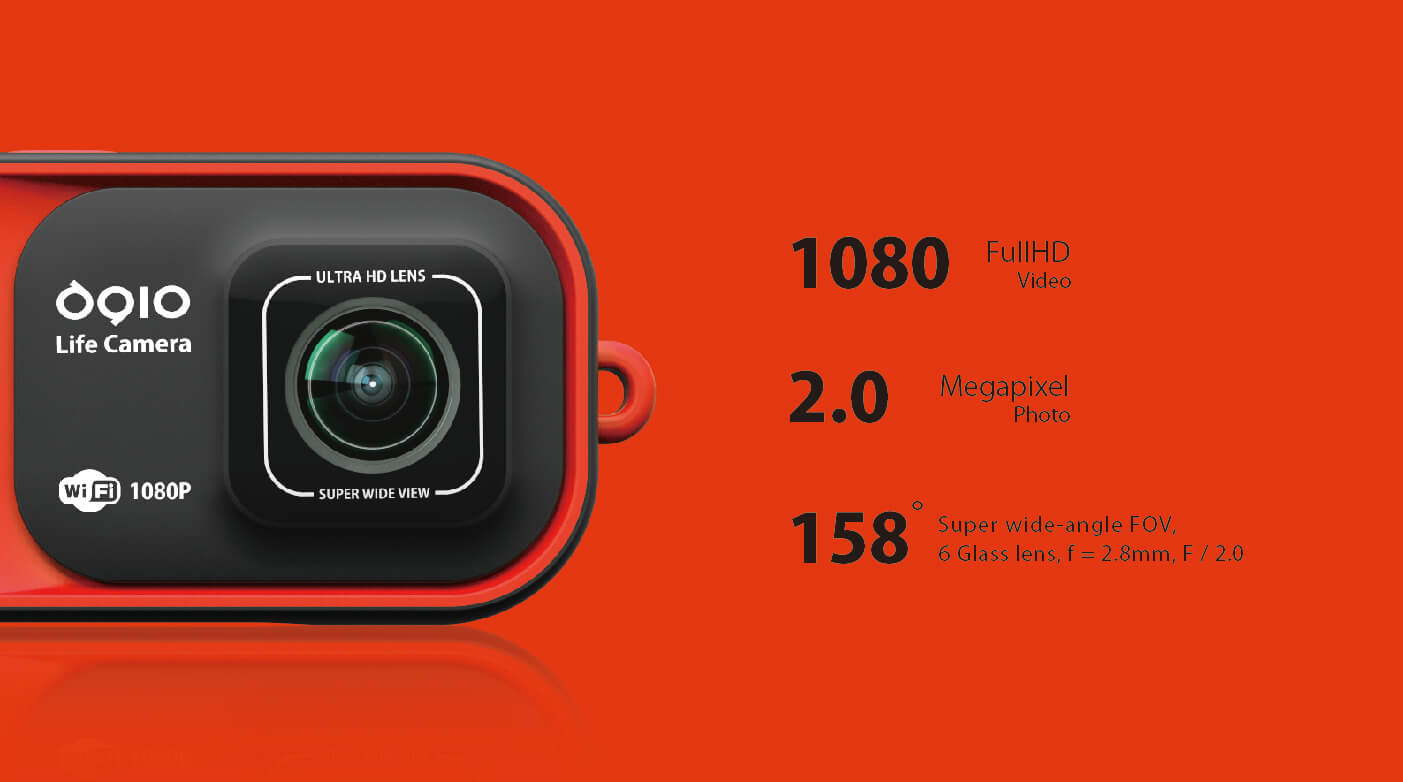 OQIO
Life Camera
WiFi 1080P
ULTRA HD LENS
SUPER WIDE VIEW
1080 FullHD
Video
2.0 Megapixel
Photo
158° Super wide-angle FOV,
6 Glass lens, f = 2.8mm, F / 2.0